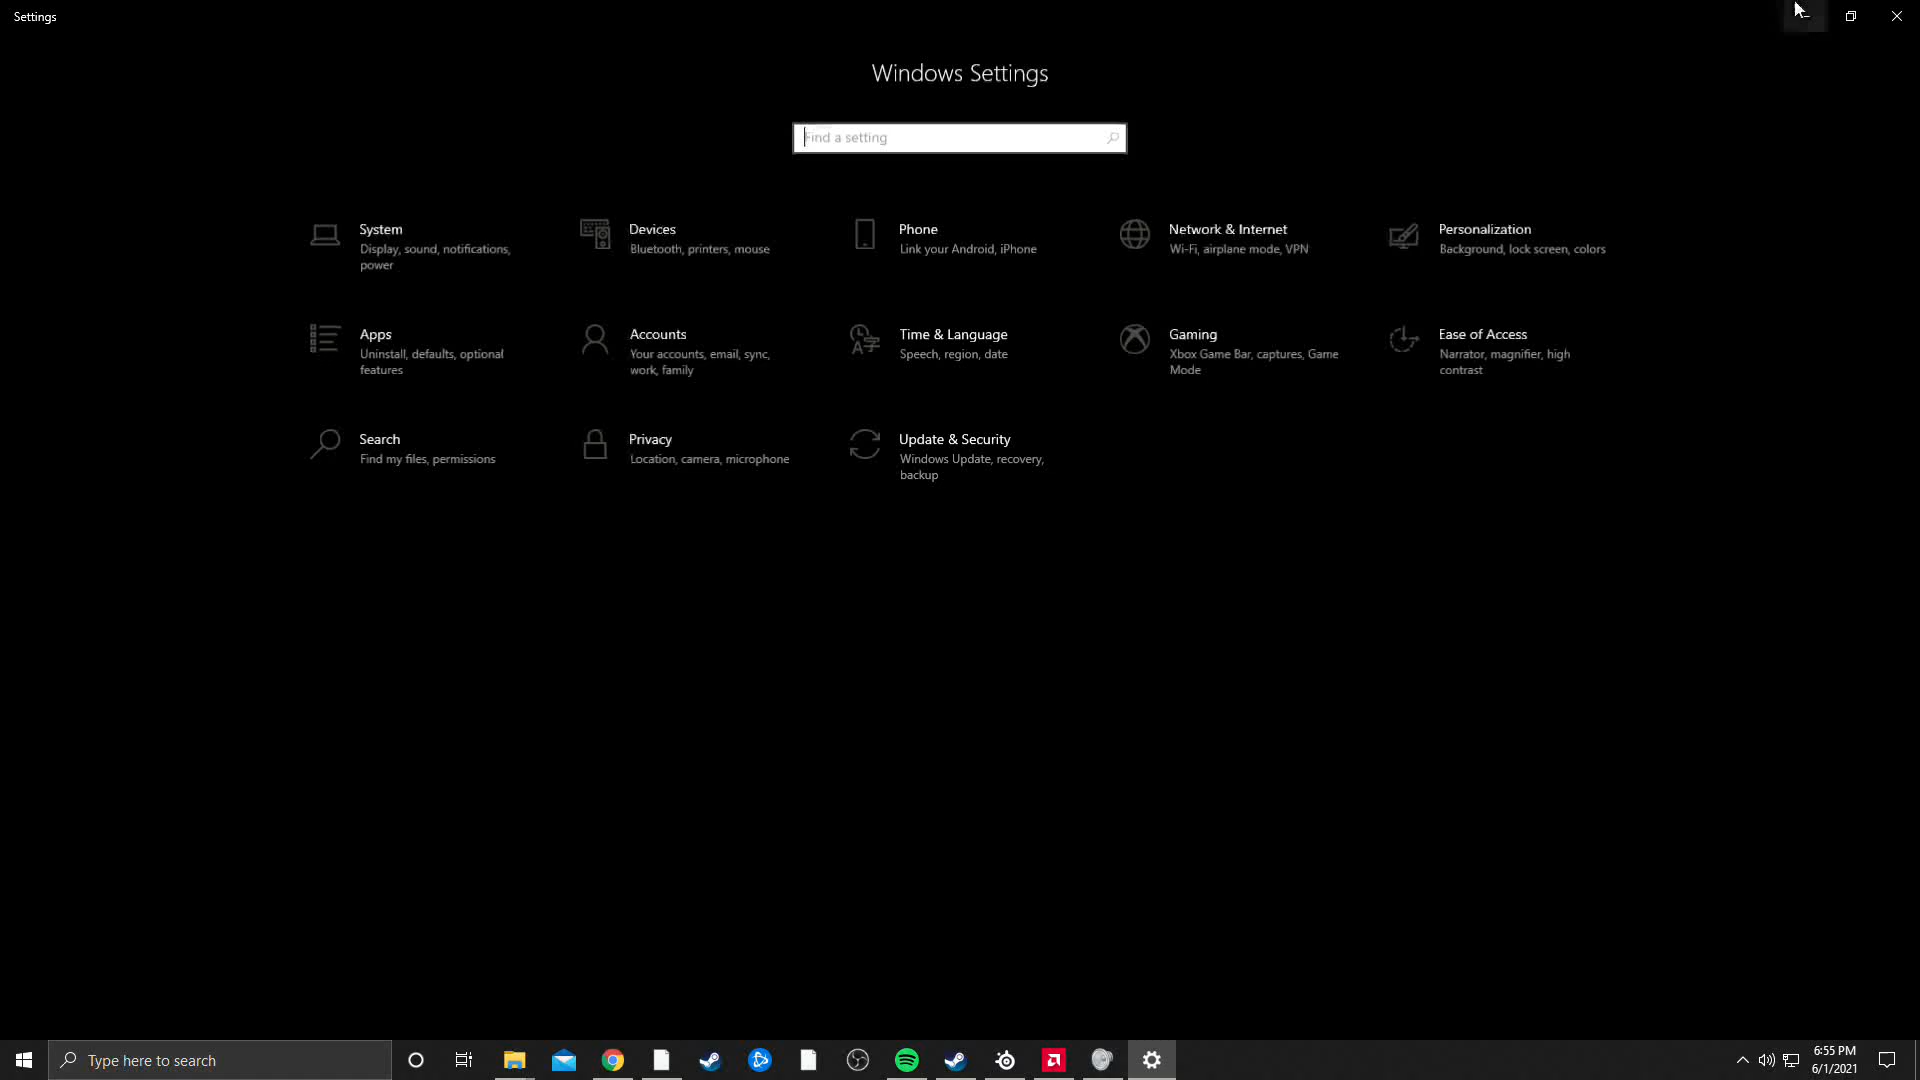 Settings
Windows Settings
Find a setting
System
Display, sound, notifications,
power
Devices
Bluetooth, printers, mouse
Phone
Link your Android, iPhone
Network & Internet
Wi-Fi, airplane mode, VPN
Personalization
Background, lock screen, colors
Apps
Uninstall, defaults, optional
features
Accounts
Your accounts, email, sync,
work, family
Time & Language
Speech, region, date
Gaming
Xbox Game Bar, captures, Game
Mode
Ease of Access
Narrator, magnifier, high
contrast
Search
Find my files, permissions
Privacy
Location, camera, microphone
Update & Security
Windows Update, recovery,
backup
Type here to search
6:55 PM
6/1/2021